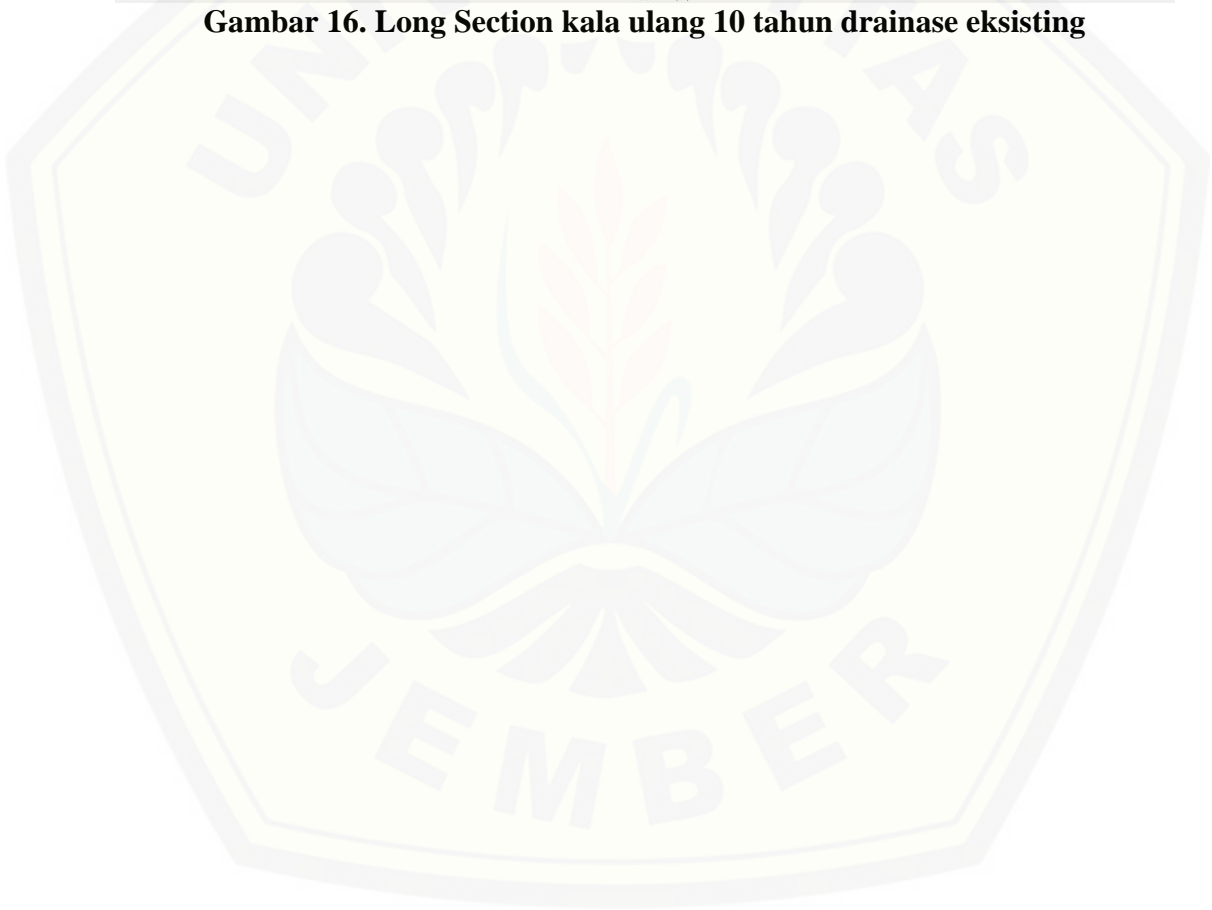 Gambar 16. Long Section kala ulang 10 tahun drainase eksisting
UNIVERSITAS
JEMBER